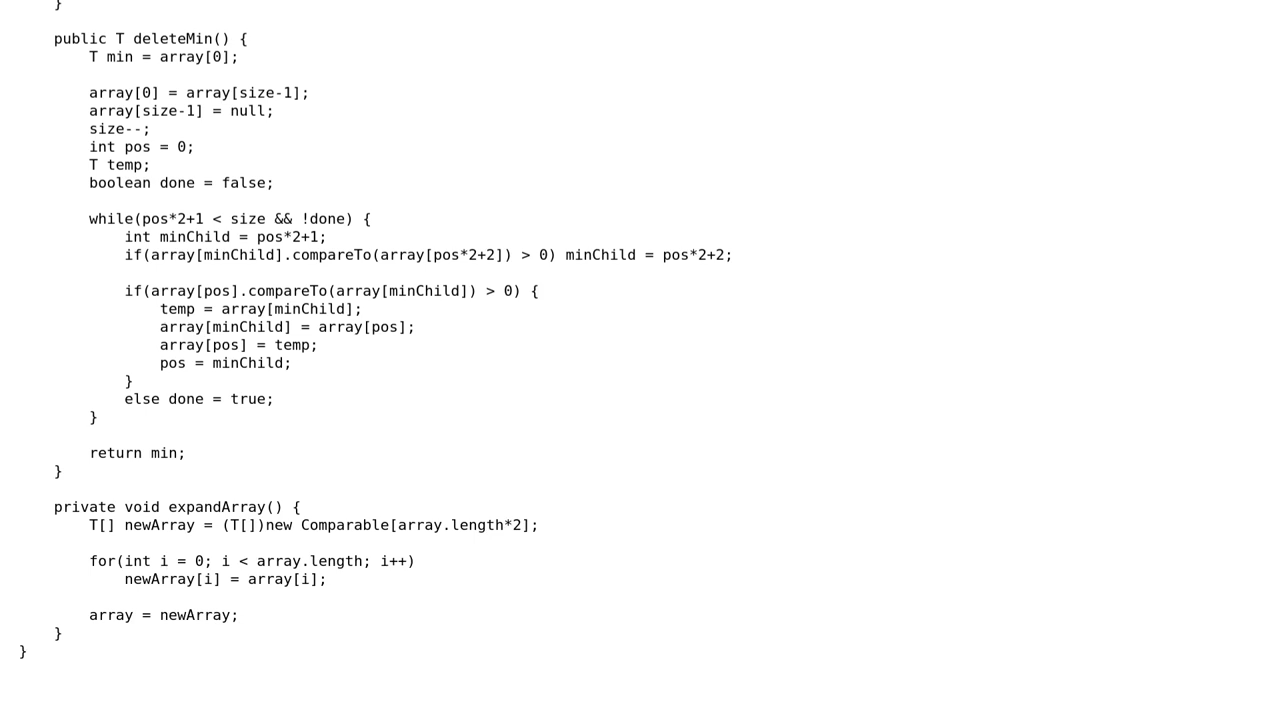 }
public T deleteMin() {
T min = array[0];
array[0] = array[size-1];
array[size-1] = null;
size--;
int pos = 0;
T temp;
boolean done = false;
while(pos*2+1 < size && !done) {
int minChild = pos*2+1;
if(array[minChild].compareTo(array[pos*2+2]) > 0) minChild = pos*2+2;
if(array[pos].compareTo(array[minChild]) > 0) {
temp = array[minChild];
array[minChild] = array[pos];
array[pos] = temp;
pos = minChild;
}
else done = true;
}
return min;
}
private void expandArray() {
T[] newArray = (T[])new Comparable[array.length*2];
for(int i = 0; i < array.length; i++)
newArray[i] = array[i];
array = newArray;
}
}